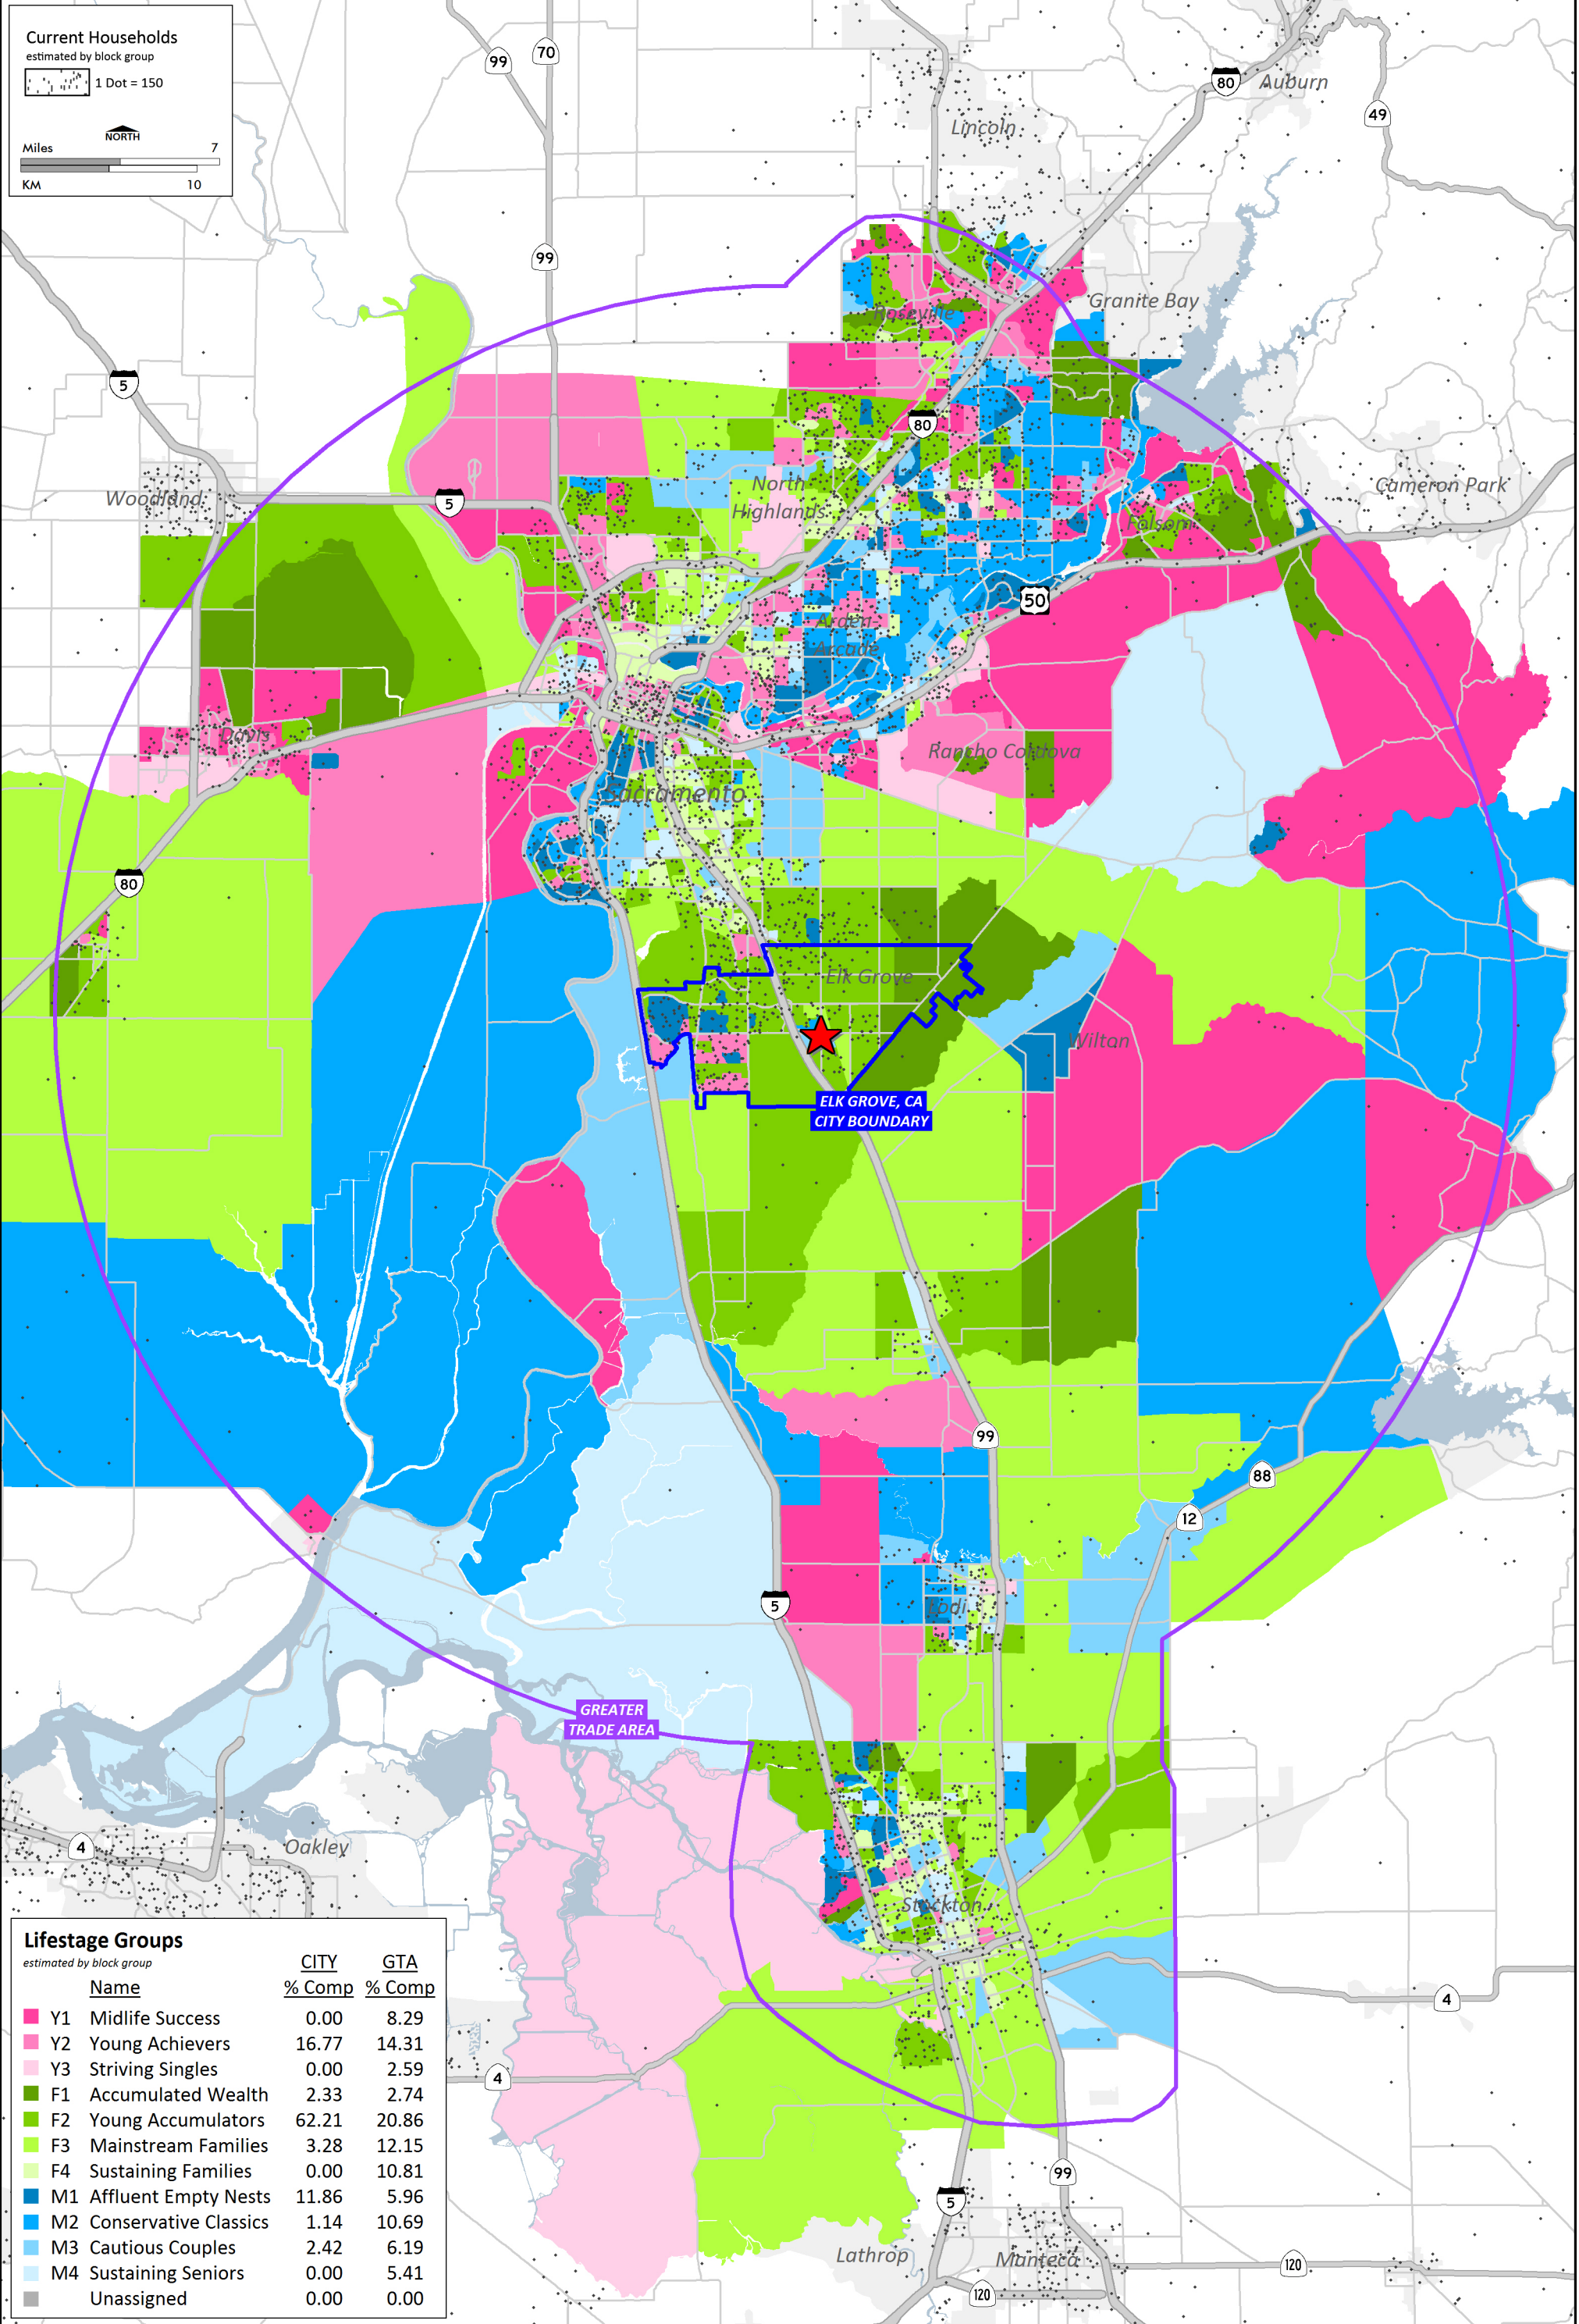 Current Households
estimated by block group
1 Dot = 150
NORTH
Miles 7
KM 10
99
70
80
Auburn
49
Lincoln
99
Granite Bay
Roseville
5
80
Woodland
5
North
Highlands
Cameron Park
Folsom
50
Arden-
Arcade
Davis
Rancho Cordova
Sacramento
80
Elk Grove
Wilton
ELK GROVE, CA
CITY BOUNDARY
99
88
12
5
Lodi
GREATER
TRADE AREA
4
Oakley
Stockton
4
4
99
5
Lathrop
Manteca
120
120
Lifestage Groups
estimated by block group
CITY GTA
Name % Comp % Comp
Y1 Midlife Success 0.00 8.29
Y2 Young Achievers 16.77 14.31
Y3 Striving Singles 0.00 2.59
F1 Accumulated Wealth 2.33 2.74
F2 Young Accumulators 62.21 20.86
F3 Mainstream Families 3.28 12.15
F4 Sustaining Families 0.00 10.81
M1 Affluent Empty Nests 11.86 5.96
M2 Conservative Classics 1.14 10.69
M3 Cautious Couples 2.42 6.19
M4 Sustaining Seniors 0.00 5.41
Unassigned 0.00 0.00